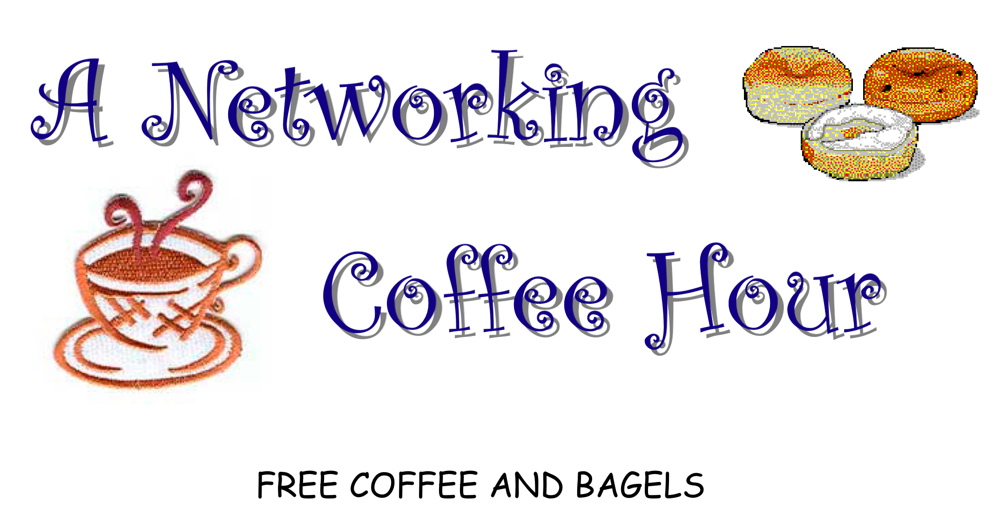 A Networking
Coffee Hour
FREE COFFEE AND BAGELS